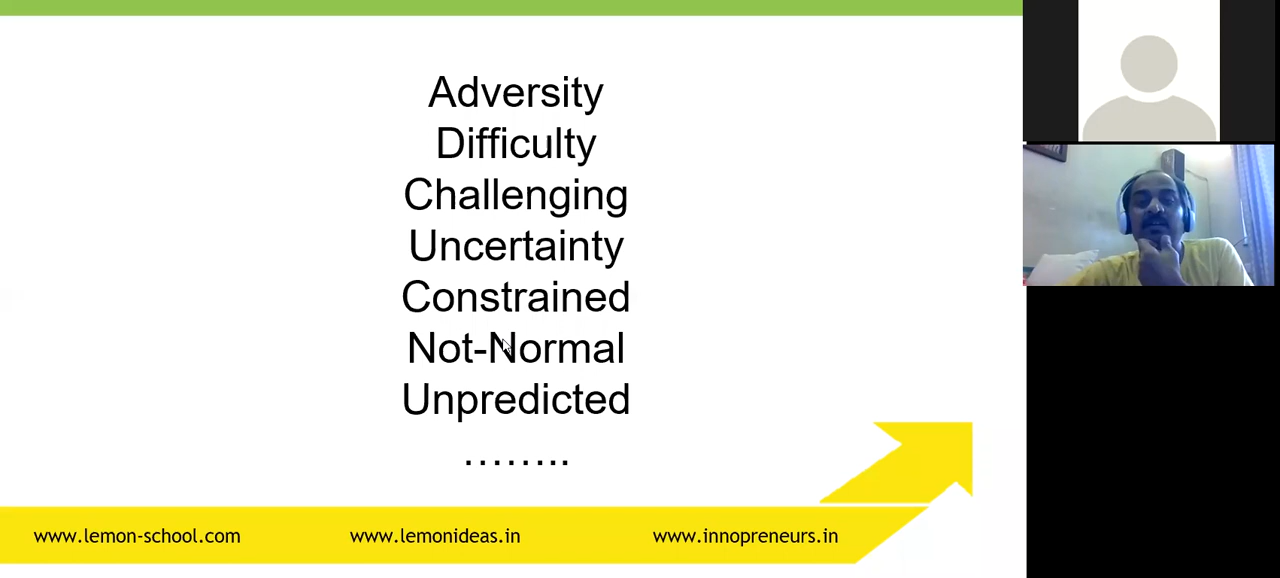 Adversity
Difficulty
Challenging
Uncertainty
Constrained
Not-Normal
Unpredicted
……..
www.lemon-school.com www.lemonideas.in www.innopreneurs.in